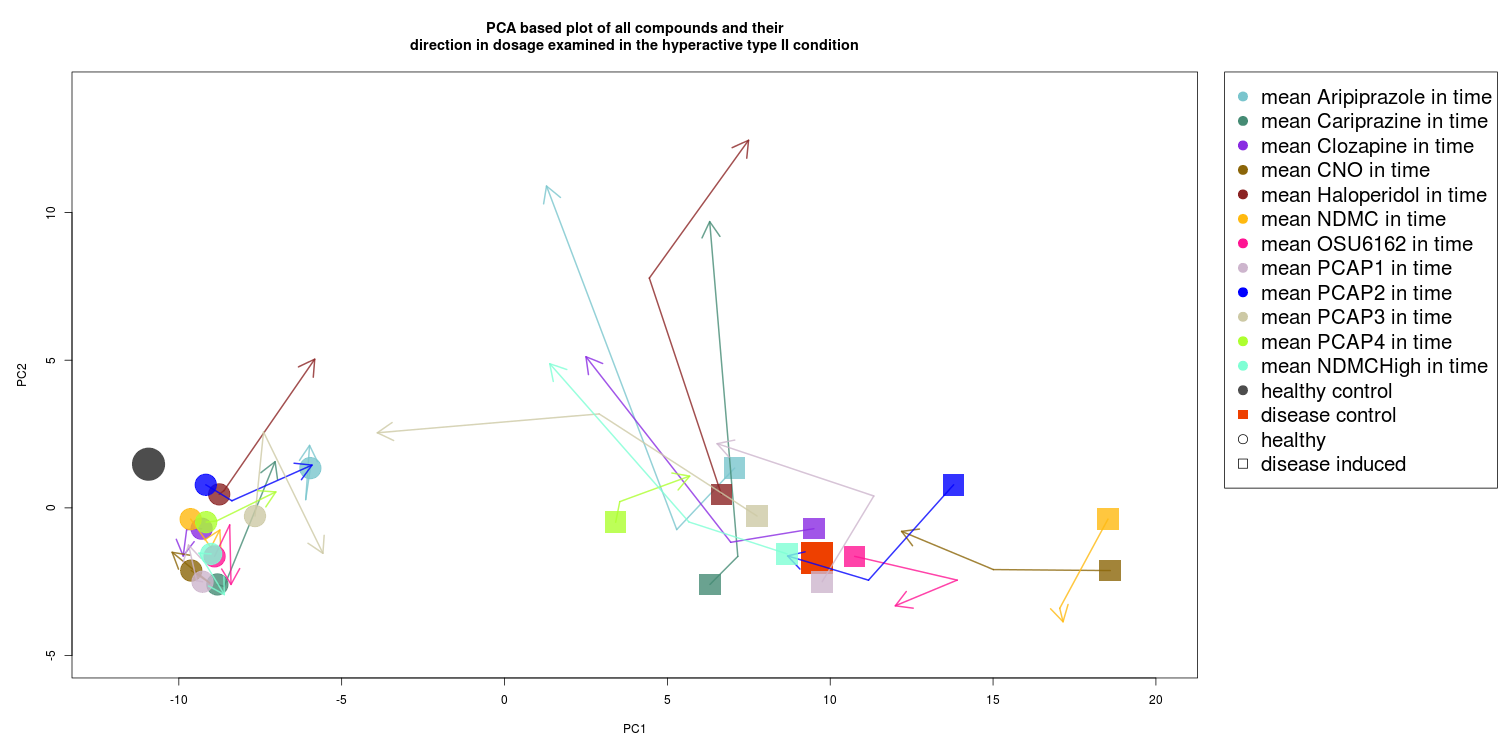 PCA based plot of all compounds and their
direction in dosage examined in the hyperactive type II condition
mean Aripiprazole in time
mean Cariprazine in time
mean Clozapine in time
mean CNO in time
mean Haloperidol in time
mean NDMC in time
mean OSU6162 in time
mean PCAP1 in time
mean PCAP2 in time
mean PCAP3 in time
mean PCAP4 in time
mean NDMCHigh in time
healthy control
disease control
healthy
disease induced
PC2
10
5
0
-5
-10 -5 0 5 10 15 20
PC1